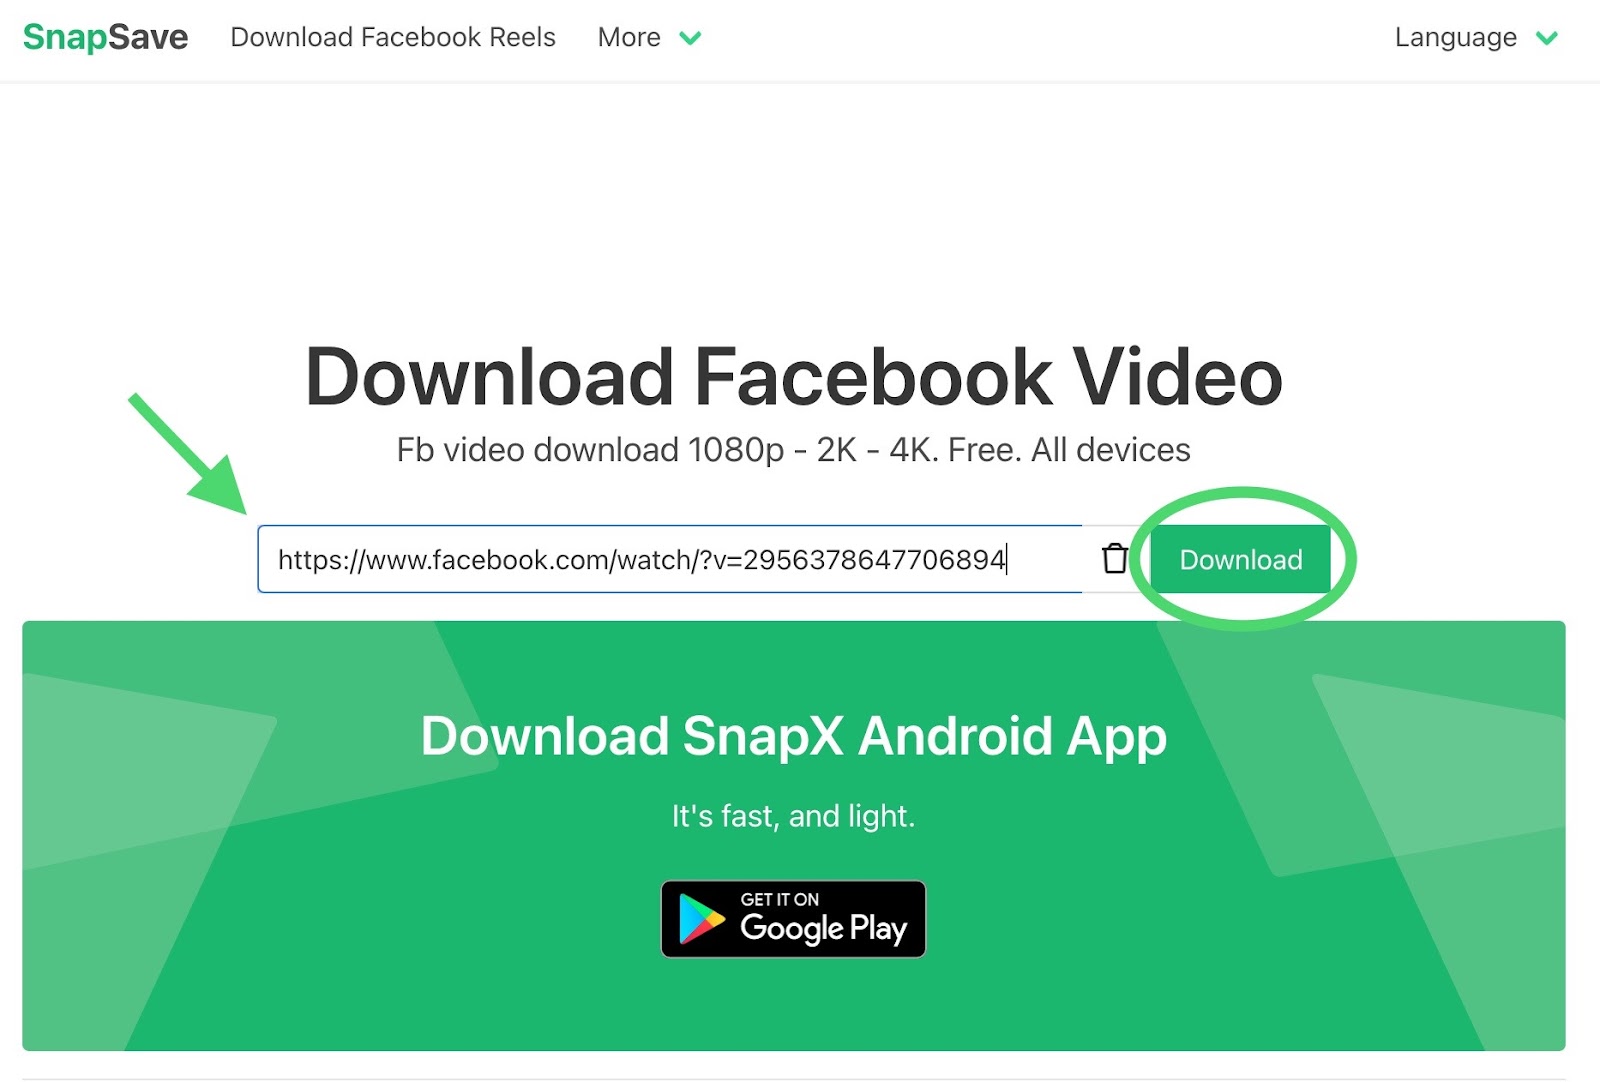 SnapSave Download Facebook Reels More Language
Download Facebook Video
Fb video download 1080p - 2K - 4K. Free. All devices
https://www.facebook.com/watch/?v=2956378647706894 Download
Download SnapX Android App
It's fast, and light.
GET IT ON
Google Play